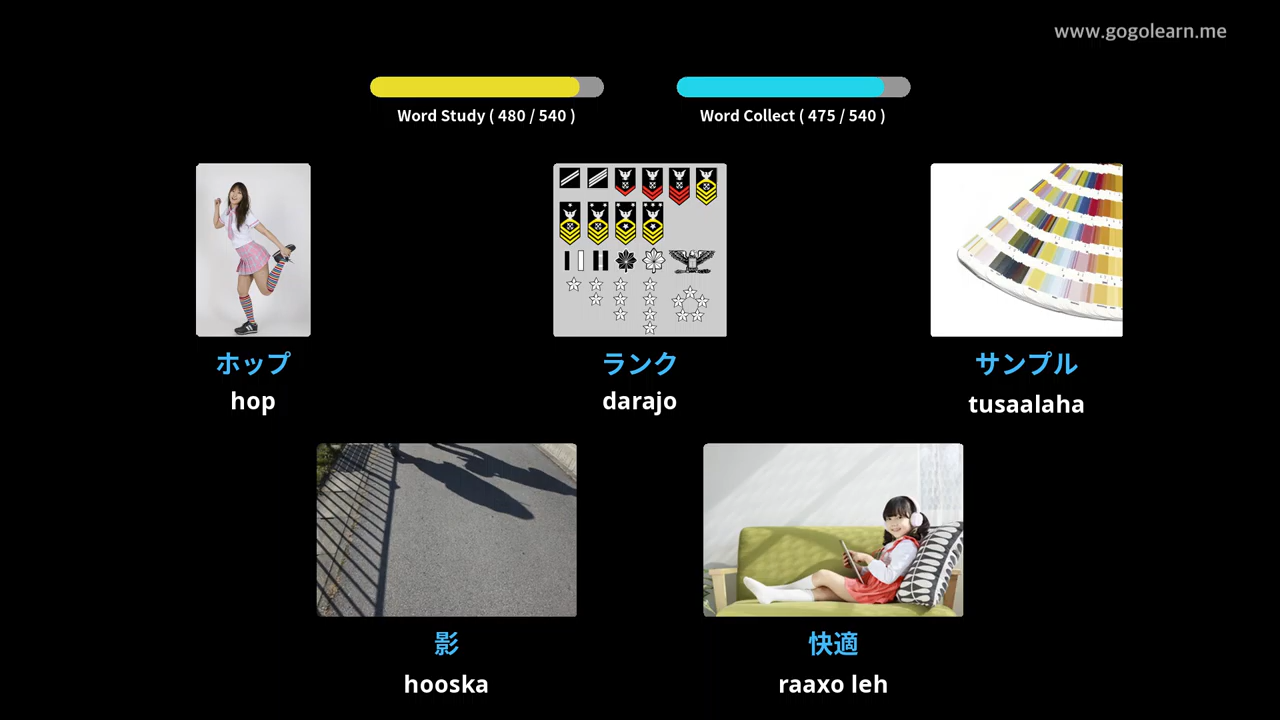 www.gogolearn.me
Word Study ( 480 / 540 )
Word Collect ( 475 / 540 )
ホップ
ランク
サンプル
hop
darajo
tusaalaha
影
快適
hooska
raaxo leh